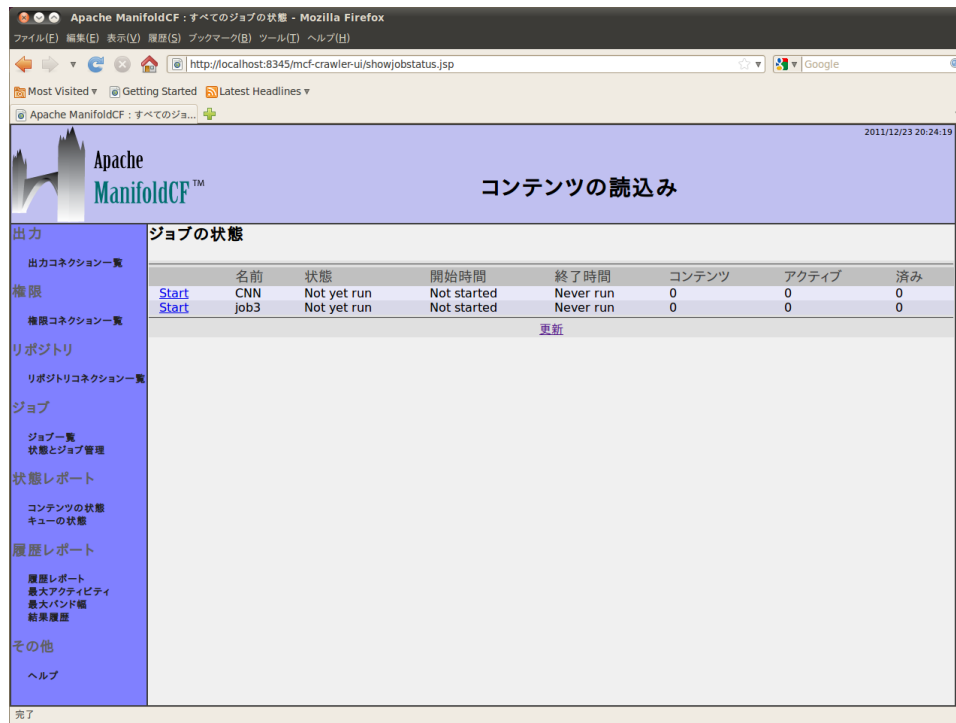 Apache ManifoldCF : すべてのジョブの状態 - Mozilla Firefox
ファイル(F) 編集(E) 表示(V) 履歴(S) ブックマーク(B) ツール(T) ヘルプ(H)
http://localhost:8345/mcf-crawler-ui/showjobstatus.jsp
Google
Most Visited Getting Started Latest Headlines
Apache ManifoldCF : すべてのジョ...
2011/12/23 20:24:19
Apache
ManifoldCF™
コンテンツの読込み
出力
出力コネクション一覧
権限
権限コネクション一覧
リポジトリ
リポジトリコネクション一覧
ジョブ
ジョブ一覧
状態とジョブ管理
状態レポート
コンテンツの状態
キューの状態
履歴レポート
履歴レポート
最大アクティビティ
最大バンド幅
結果履歴
その他
ヘルプ
ジョブの状態
名前 状態 開始時間 終了時間 コンテンツ アクティブ 済み
Start CNN Not yet run Not started Never run 0 0 0
Start job3 Not yet run Not started Never run 0 0 0
更新
完了